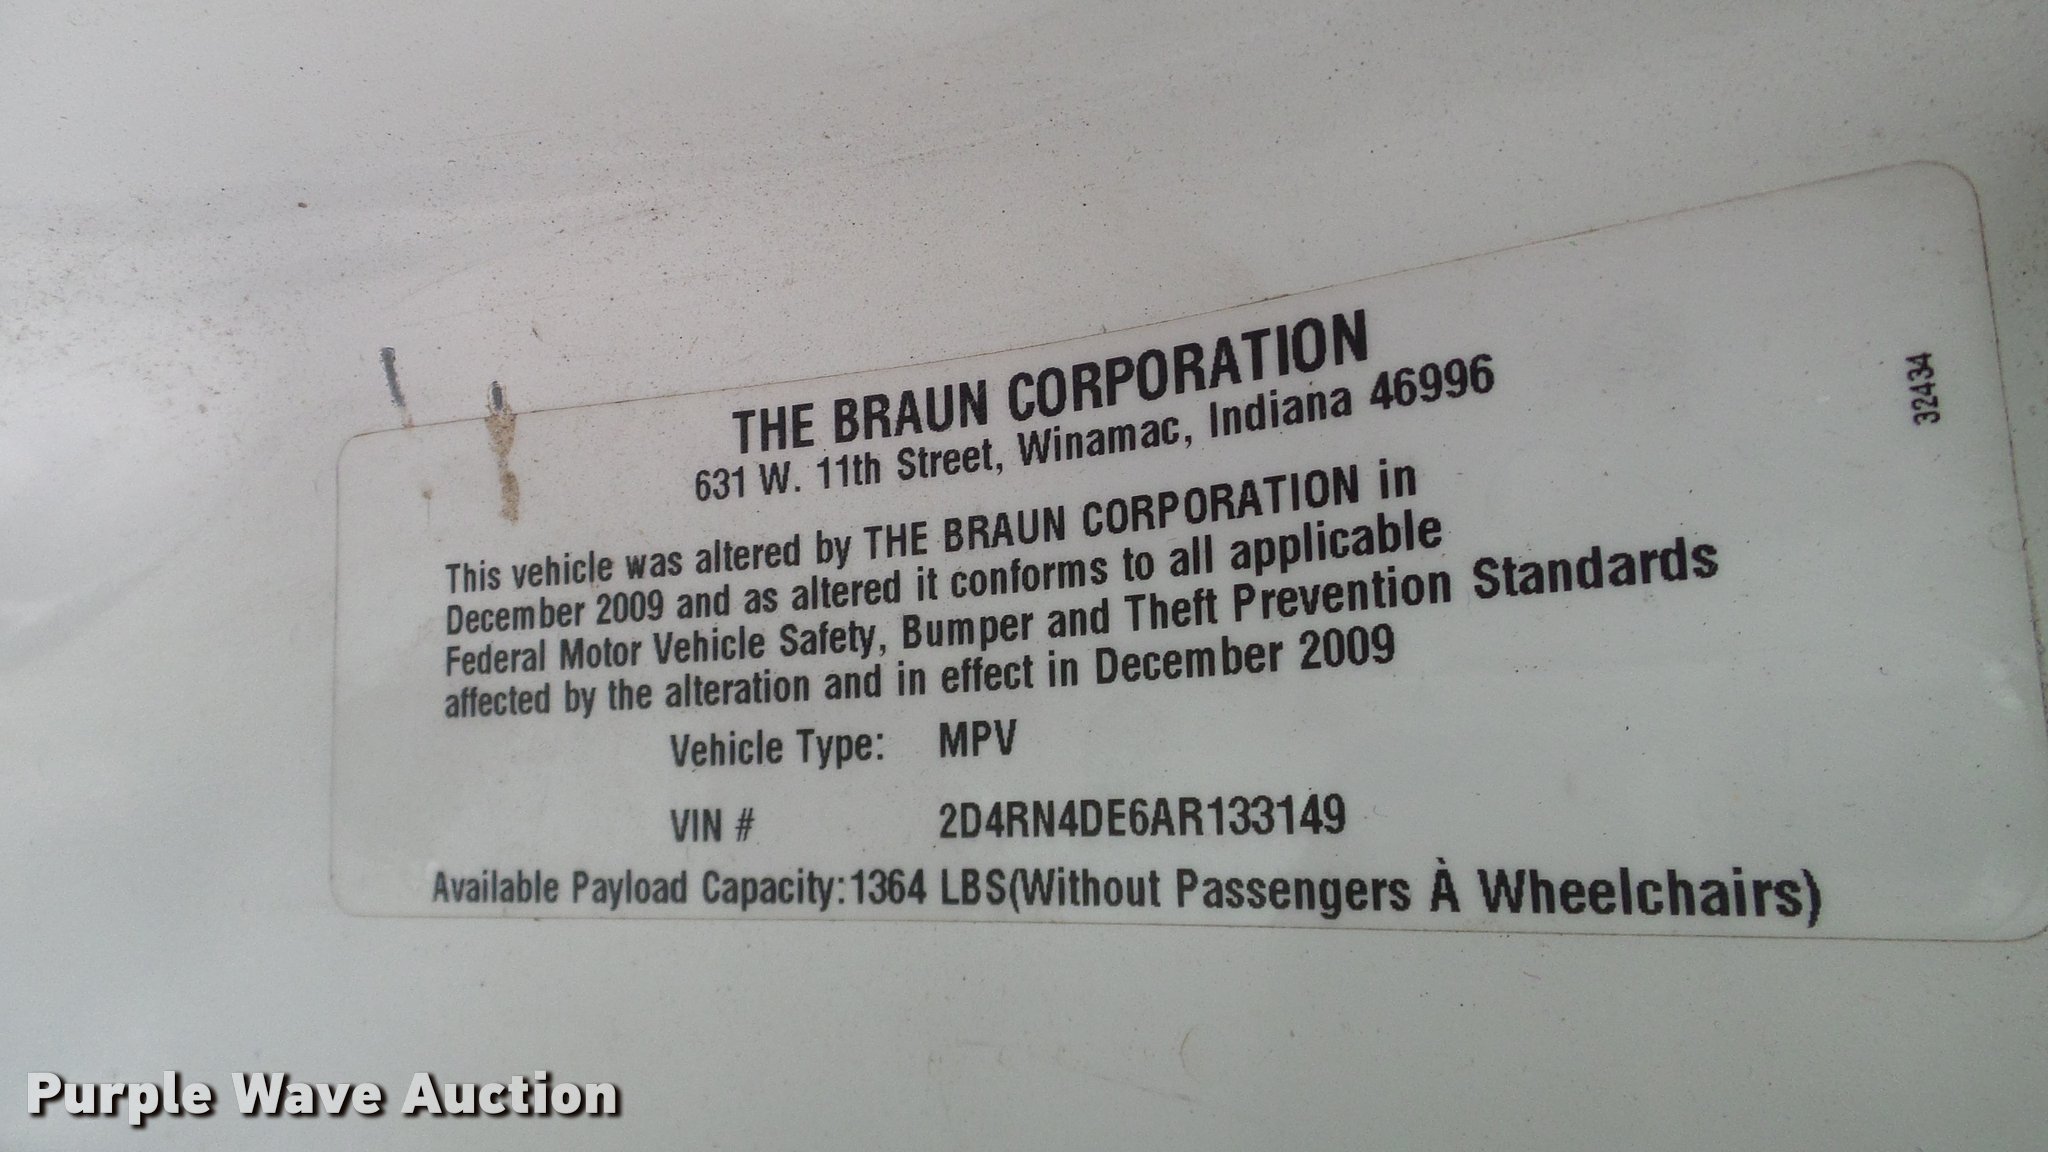 THE BRAUN CORPORATION
631 W. 11th Street, Winamac, Indiana 46996
32434
This vehicle was altered by THE BRAUN CORPORATION in
December 2009 and as altered it conforms to all applicable
Federal Motor Vehicle Safety, Bumper and Theft Prevention Standards
affected by the alteration and in effect in December 2009
Vehicle Type: MPV
VIN # 2D4RN4DE6AR133149
Available Payload Capacity:1364 LBS(Without Passengers À Wheelchairs)
Purple Wave Auction